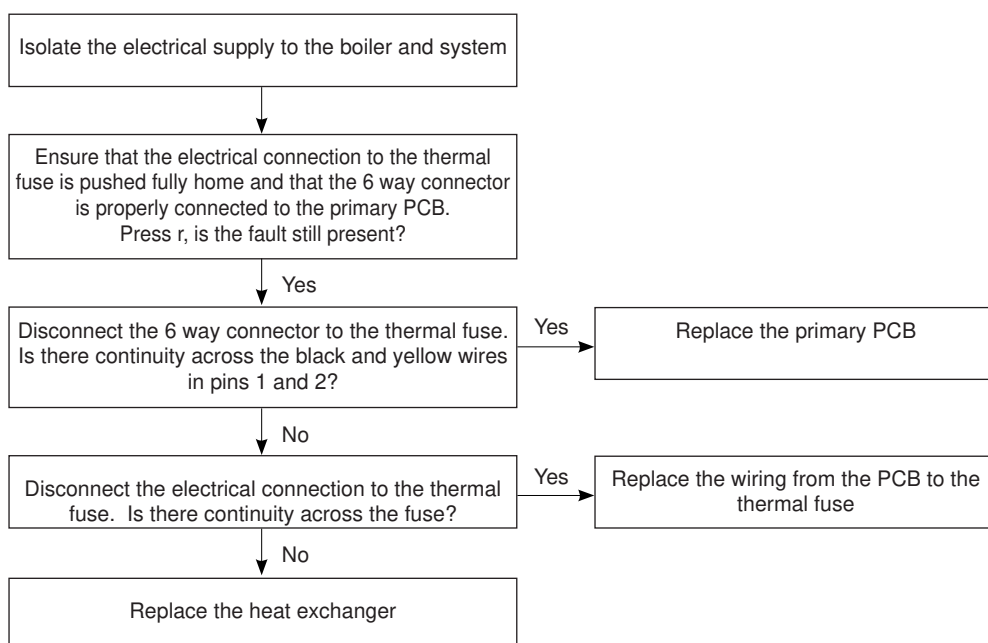 Isolate the electrical supply to the boiler and system
Ensure that the electrical connection to the thermal
fuse is pushed fully home and that the 6 way connector
is properly connected to the primary PCB.
Press r, is the fault still present?
Yes
Disconnect the 6 way connector to the thermal fuse.
Is there continuity across the black and yellow wires
in pins 1 and 2?
Yes
Replace the primary PCB
No
Disconnect the electrical connection to the thermal
fuse.  Is there continuity across the fuse?
Yes
Replace the wiring from the PCB to the
thermal fuse
No
Replace the heat exchanger